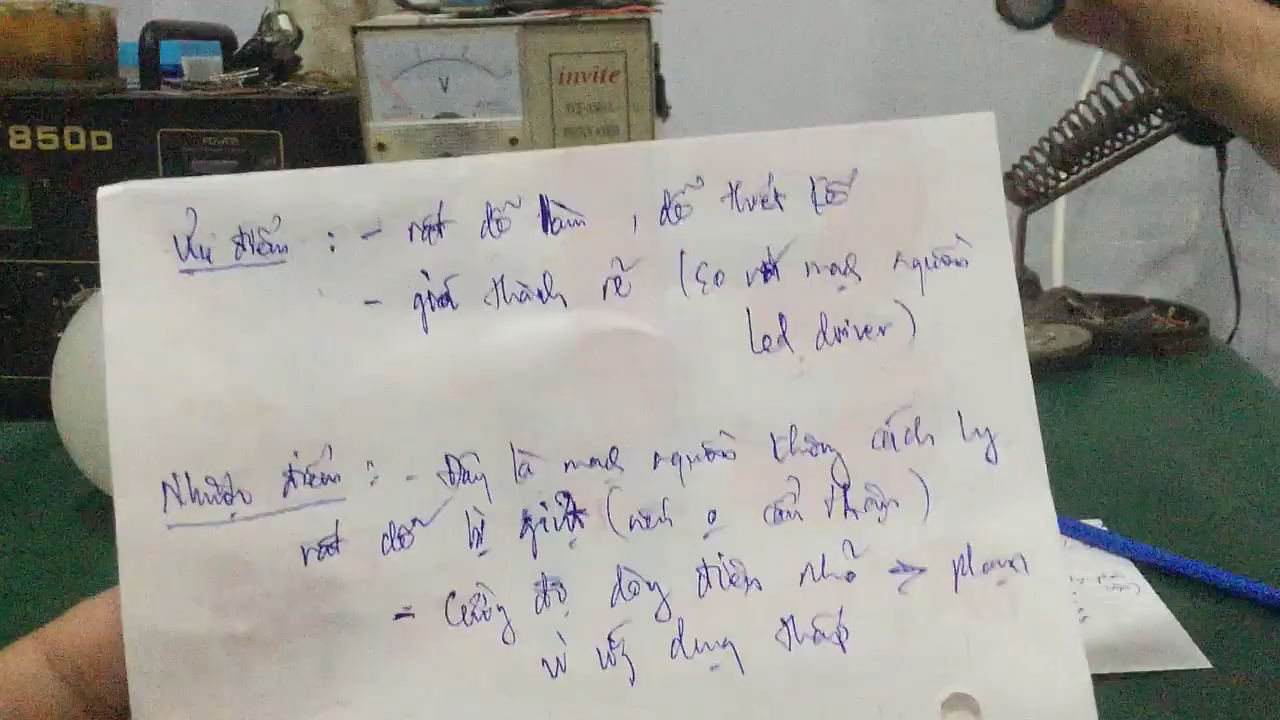 850D
POWER
V
invite
Ưu điểm : - rất dễ làm , dễ thiết kế
- giá thành rẻ (so với mạch nguồn
Led driver)
Nhược điểm : - Đây là mạch nguồn không cách ly
rất dễ bị giật (nếu o cẩn thận)
- Cường độ dòng điện nhỏ => phạm
vi ứng dụng thấp